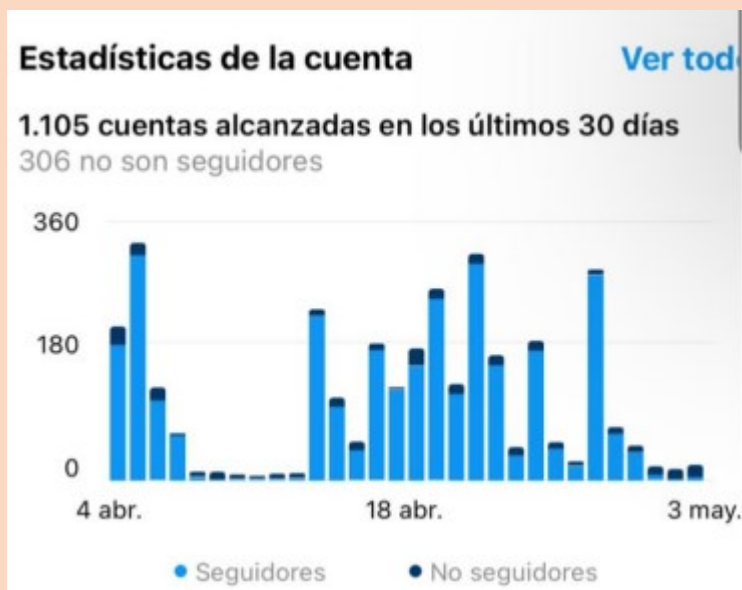 Estadísticas de la cuenta
Ver tod
1.105 cuentas alcanzadas en los últimos 30 días
306 no son seguidores
360
180
0
4 abr.
18 abr.
3 may.
Seguidores
No seguidores